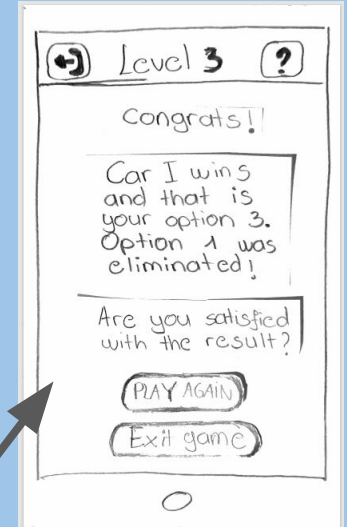 Level 3 ?
Congrats!
Car I wins
and that is
your option 3.
Option 1 was
eliminated!
Are you satisfied
with the result?
PLAY AGAIN
Exit game